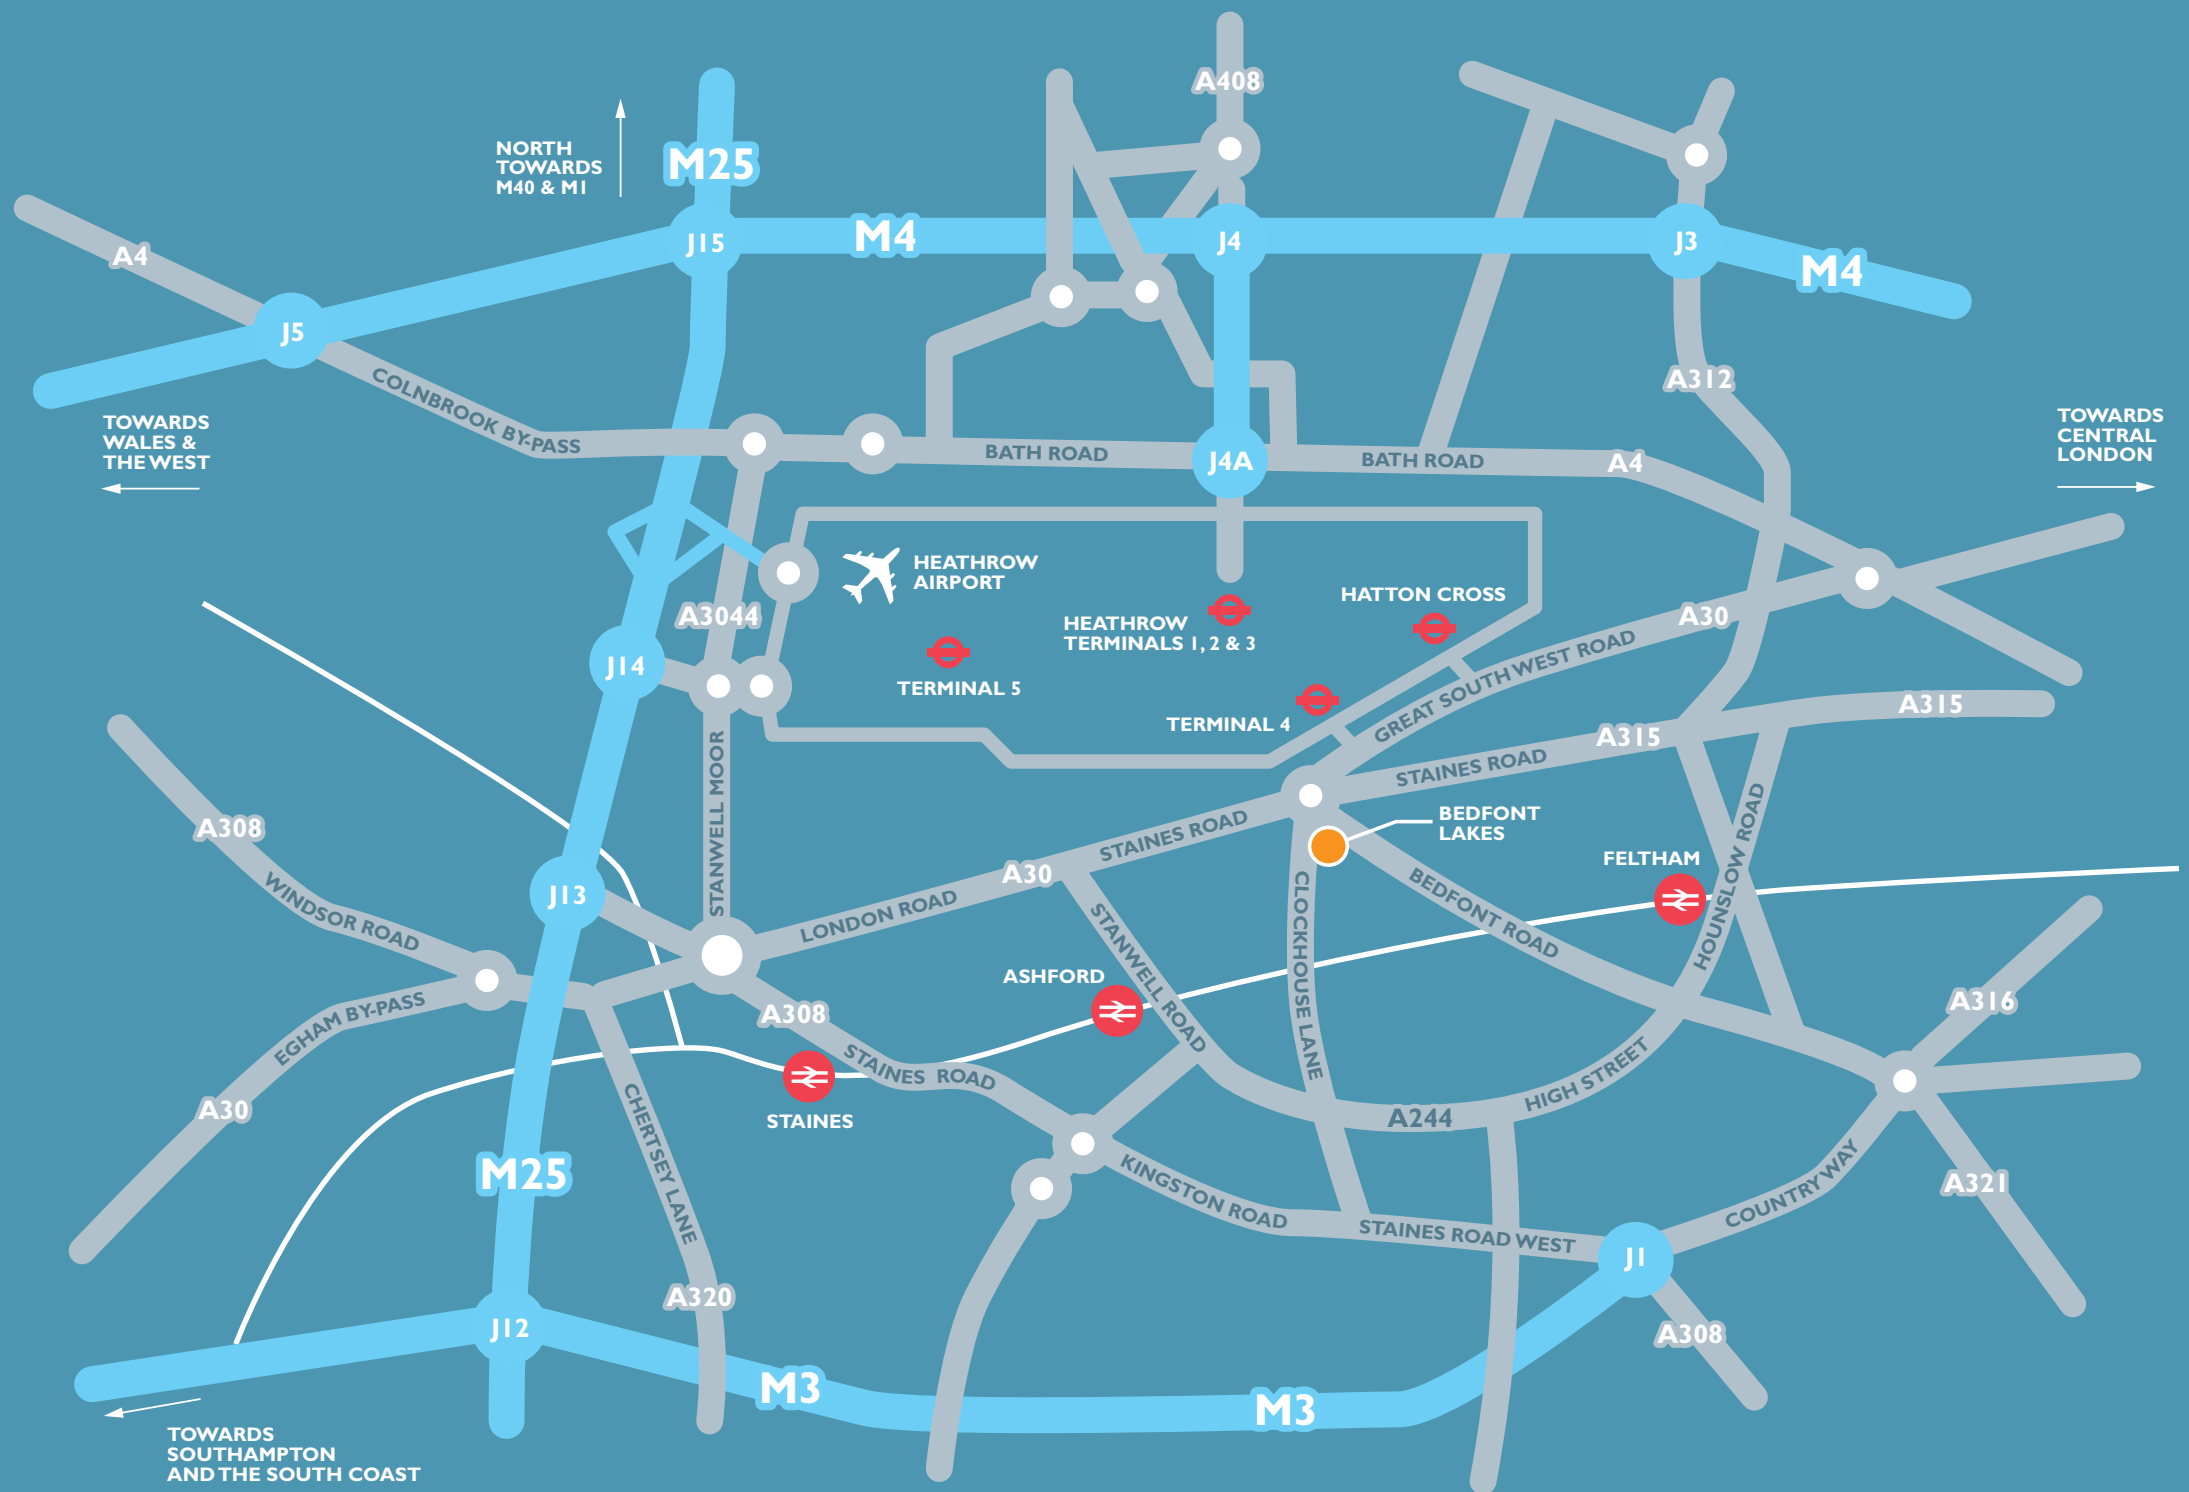 A408
NORTH
TOWARDS
M40 & M1
M25
A4
J15
M4
J4
J3
M4
J5
COLNBROOK BY-PASS
A312
TOWARDS
WALES &
THE WEST
TOWARDS
CENTRAL
LONDON
BATH ROAD
J4A
BATH ROAD
A4
HEATHROW
AIRPORT
HATTON CROSS
A3044
HEATHROW
TERMINALS 1, 2 & 3
A30
GREAT SOUTH WEST ROAD
J14
TERMINAL 5
TERMINAL 4
A315
A315
STAINES ROAD
STANWELL MOOR
A308
STAINES ROAD
BEDFONT
LAKES
HOUNSLOW ROAD
FELTHAM
A30
J13
WINDSOR ROAD
LONDON ROAD
CLOCKHOUSE LANE
BEDFONT ROAD
STANWELL ROAD
ASHFORD
A316
EGHAM BY-PASS
A308
STAINES ROAD
A30
CHERTSEY LANE
STAINES
HIGH STREET
A244
M25
KINGSTON ROAD
STAINES ROAD WEST
COUNTRY WAY
A321
J1
A320
J12
A308
M3
M3
TOWARDS
SOUTHAMPTON
AND THE SOUTH COAST